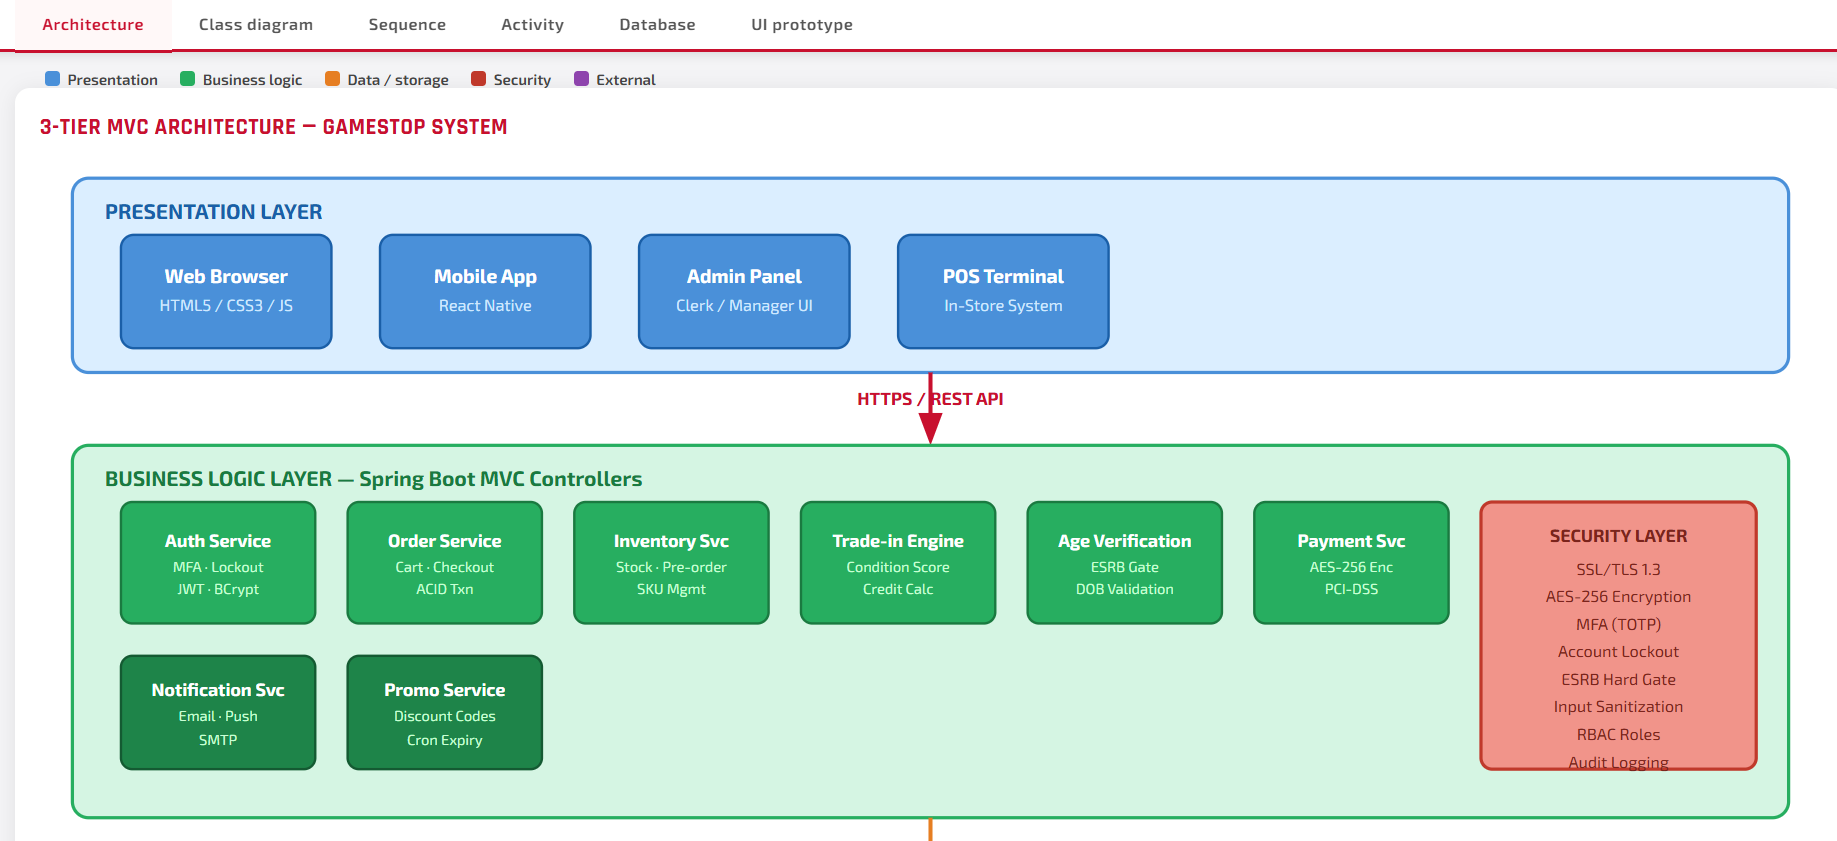 Architecture
Class diagram
Sequence
Activity
Database
UI prototype
Presentation
Business logic
Data / storage
Security
External
3-TIER MVC ARCHITECTURE — GAMESTOP SYSTEM
PRESENTATION LAYER
Web Browser
HTML5 / CSS3 / JS
Mobile App
React Native
Admin Panel
Clerk / Manager UI
POS Terminal
In-Store System
HTTPS / REST API
BUSINESS LOGIC LAYER — Spring Boot MVC Controllers
Auth Service
MFA · Lockout
JWT · BCrypt
Order Service
Cart · Checkout
ACID Txn
Inventory Svc
Stock · Pre-order
SKU Mgmt
Trade-in Engine
Condition Score
Credit Calc
Age Verification
ESRB Gate
DOB Validation
Payment Svc
AES-256 Enc
PCI-DSS
SECURITY LAYER
SSL/TLS 1.3
AES-256 Encryption
MFA (TOTP)
Account Lockout
ESRB Hard Gate
Input Sanitization
RBAC Roles
Audit Logging
Notification Svc
Email · Push
SMTP
Promo Service
Discount Codes
Cron Expiry